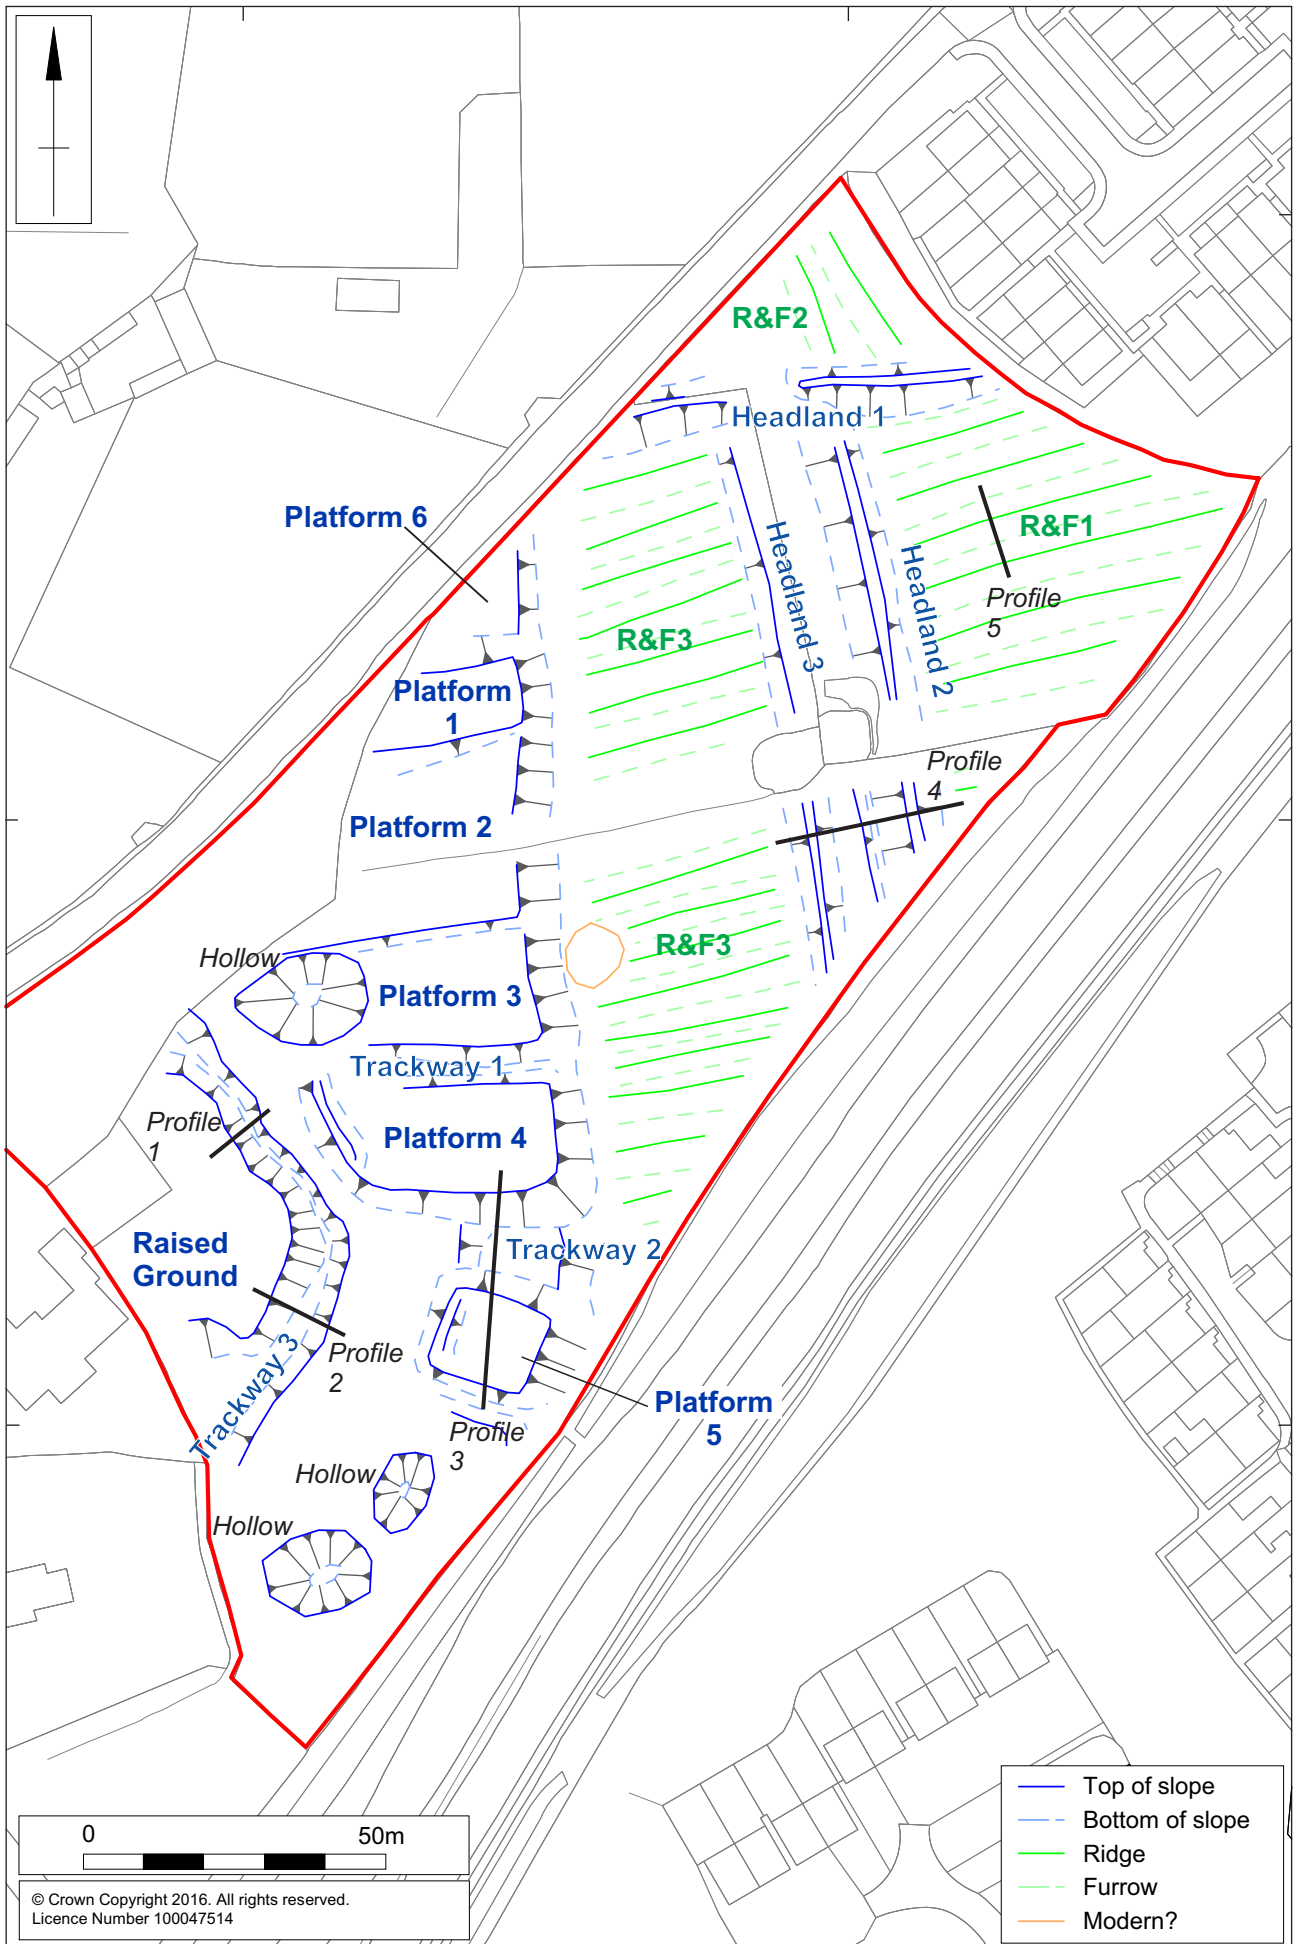 R&F2
Headland 1
Platform 6
R&F1
Headland 3
Headland 2
Profile
5
R&F3
Platform
1
Profile
4
Platform 2
R&F3
Hollow
Platform 3
Trackway 1
Profile
1
Platform 4
Raised
Ground
Trackway 2
Profile
2
Trackway 3
Platform
5
Profile
3
Hollow
Hollow
0 50m
© Crown Copyright 2016. All rights reserved.
Licence Number 100047514
Top of slope
Bottom of slope
Ridge
Furrow
Modern?